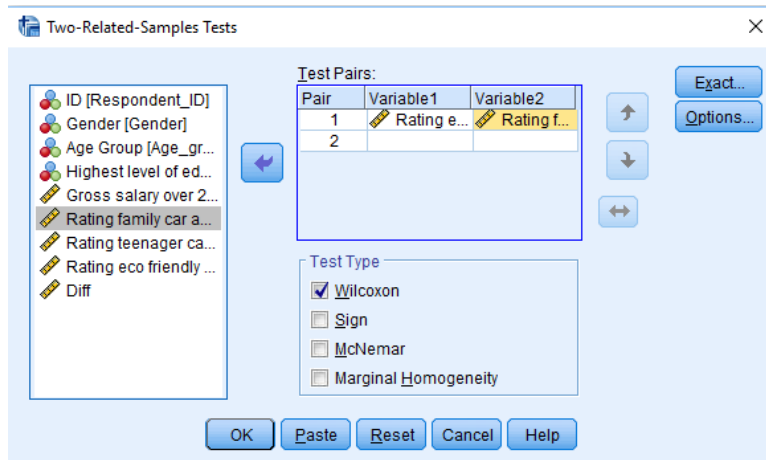 Two-Related-Samples Tests
ID [Respondent_ID]
Gender [Gender]
Age Group [Age_gr...
Highest level of ed...
Gross salary over 2...
Rating family car a...
Rating teenager ca...
Rating eco friendly ...
Diff
Test Pairs:
Pair Variable1 Variable2
1 Rating e... Rating f...
2
Test Type
Wilcoxon
Sign
McNemar
Marginal Homogeneity
Exact...
Options...
OK Paste Reset Cancel Help